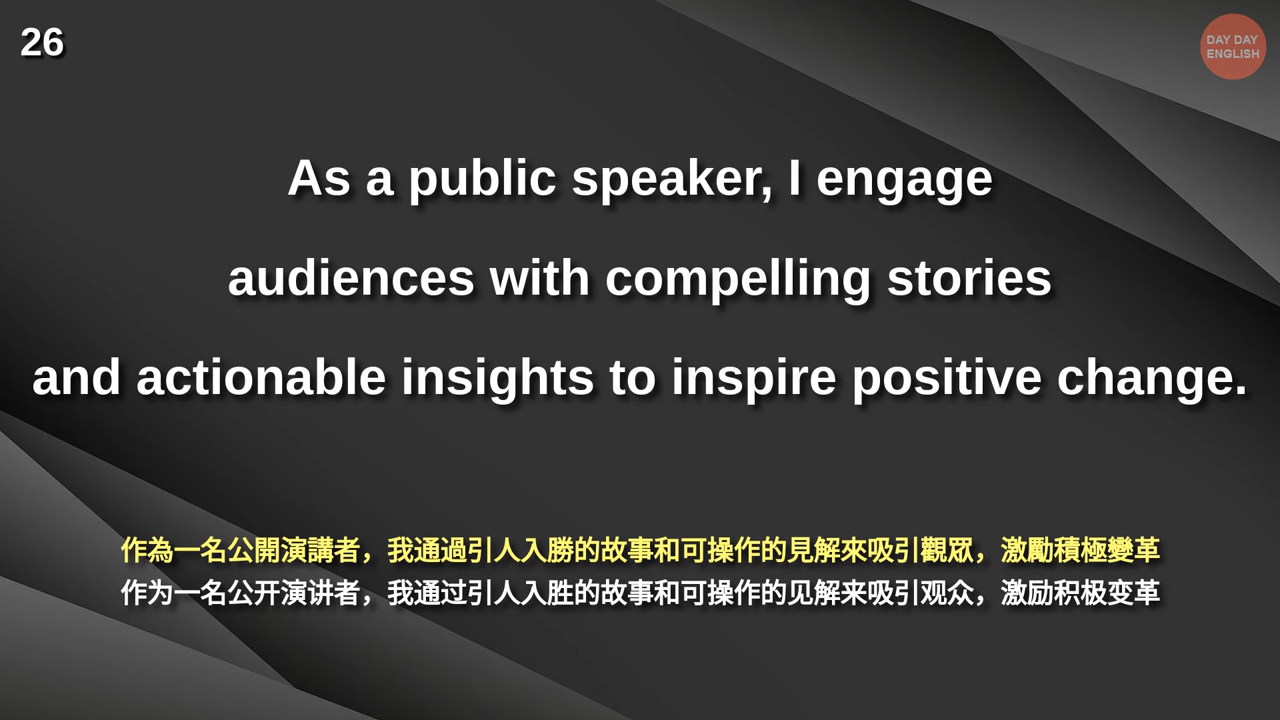 26
DAY DAY
ENGLISH
As a public speaker, I engage
audiences with compelling stories
and actionable insights to inspire positive change.
作為一名公開演講者，我通過引人入勝的故事和可操作的見解來吸引觀眾，激勵積極變革
作为一名公开演讲者，我通过引人入胜的故事和可操作的见解来吸引观众，激励积极变革